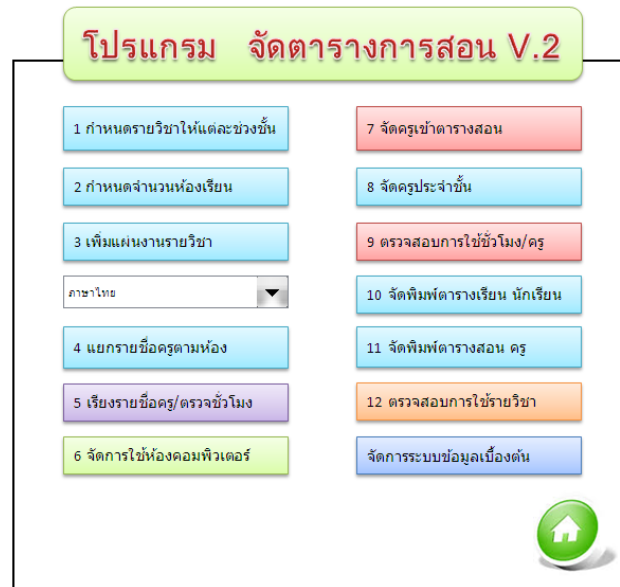 โปรแกรม จัดตารางการสอน V.2
1 กำหนดรายวิชาให้แต่ละช่วงชั้น
2 กำหนดจำนวนห้องเรียน
3 เพิ่มแผ่นงานรายวิชา
ภาษาไทย
4 แยกรายชื่อครูตามห้อง
5 เรียงรายชื่อครู/ตรวจชั่วโมง
6 จัดการใช้ห้องคอมพิวเตอร์
7 จัดครูเข้าตารางสอน
8 จัดครูประจำชั้น
9 ตรวจสอบการใช้ชั่วโมง/ครู
10 จัดพิมพ์ตารางเรียน นักเรียน
11 จัดพิมพ์ตารางสอน ครู
12 ตรวจสอบการใช้รายวิชา
จัดการระบบข้อมูลเบื้องต้น